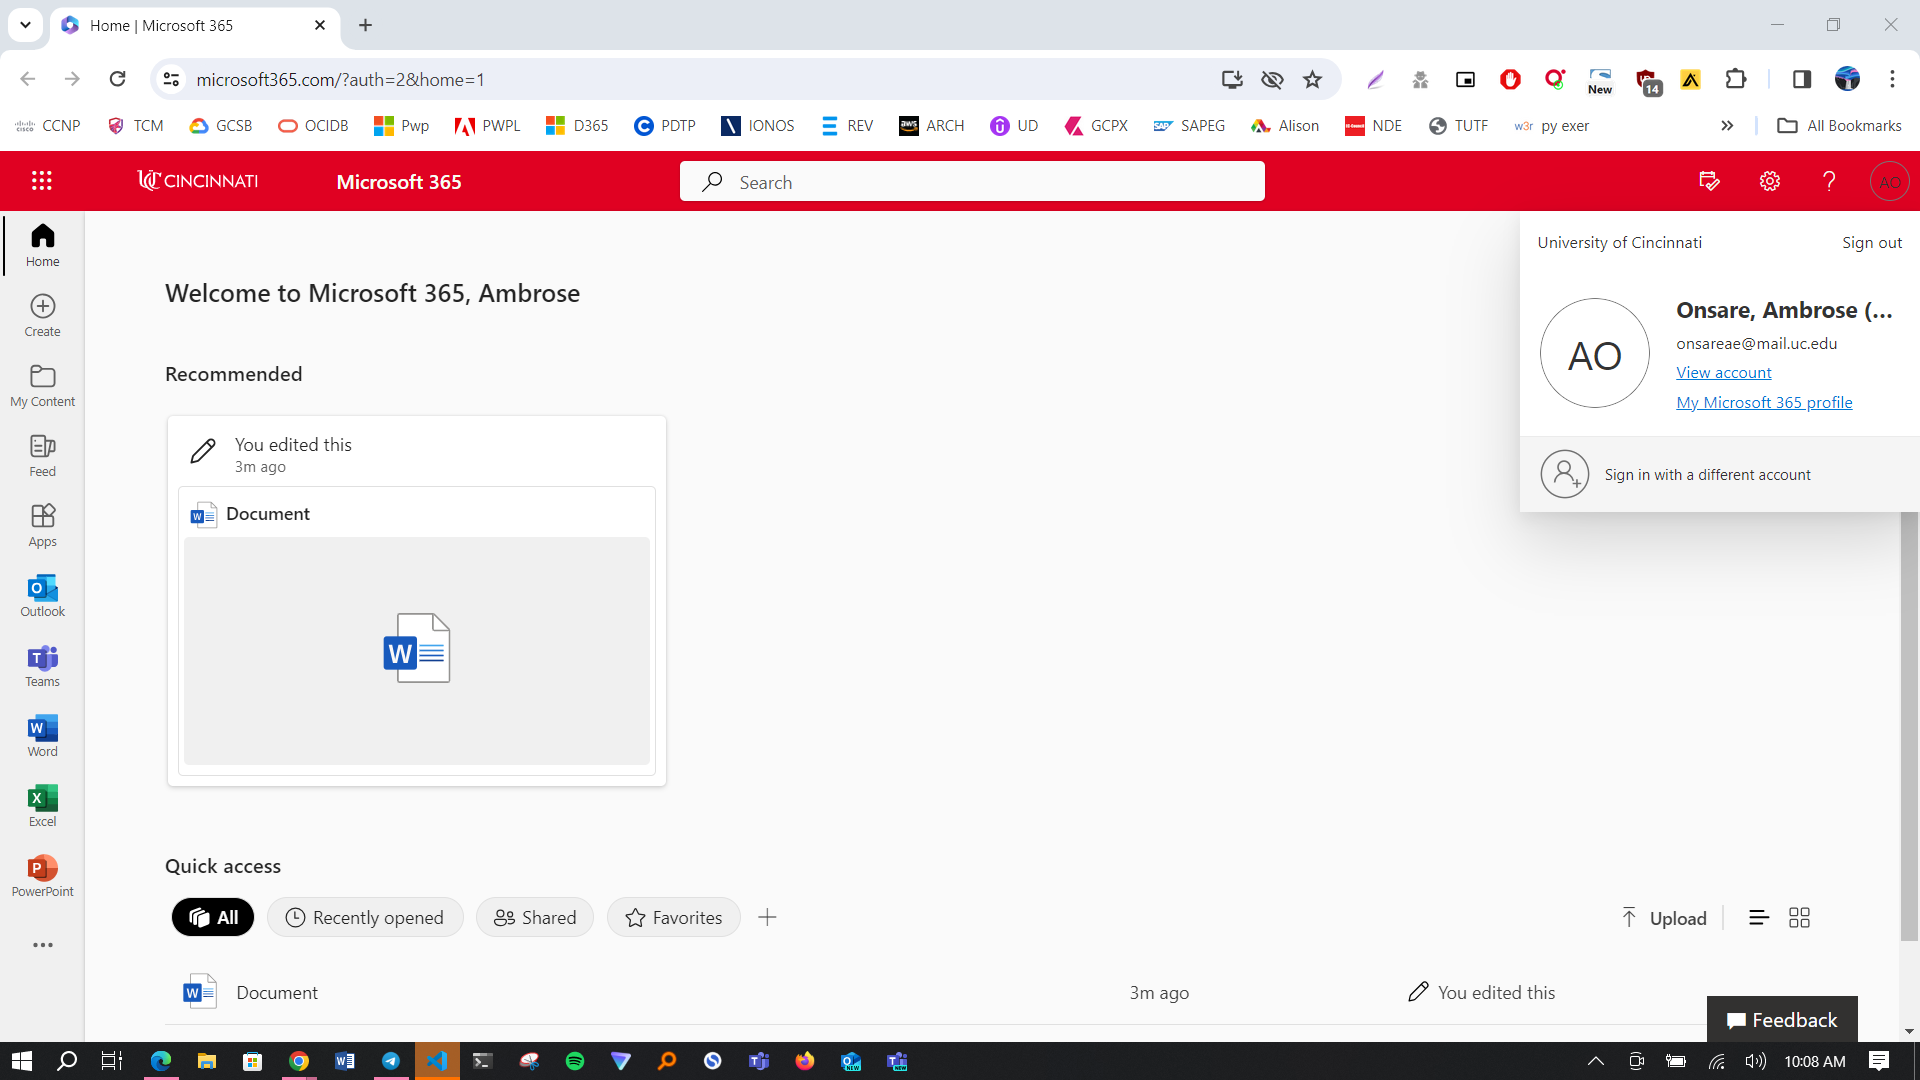 Home | Microsoft 365
microsoft365.com/?auth=2&home=1
New
14
CCNP
TCM
GCSB
OCIDB
Pwp
PWPL
D365
PDTP
IONOS
REV
ARCH
UD
GCPX
SAPEG
Alison
NDE
TUTF
w3r py exer
All Bookmarks
UC CINCINNATI
Microsoft 365
Search
AO
Home
Create
My Content
Feed
Apps
Outlook
Teams
Word
Excel
PowerPoint
University of Cincinnati
Sign out
AO
Onsare, Ambrose (...
onsareae@mail.uc.edu
View account
My Microsoft 365 profile
Sign in with a different account
Welcome to Microsoft 365, Ambrose
Recommended
You edited this
3m ago
Document
Quick access
All
Recently opened
Shared
Favorites
Upload
Document
3m ago
You edited this
Feedback
10:08 AM